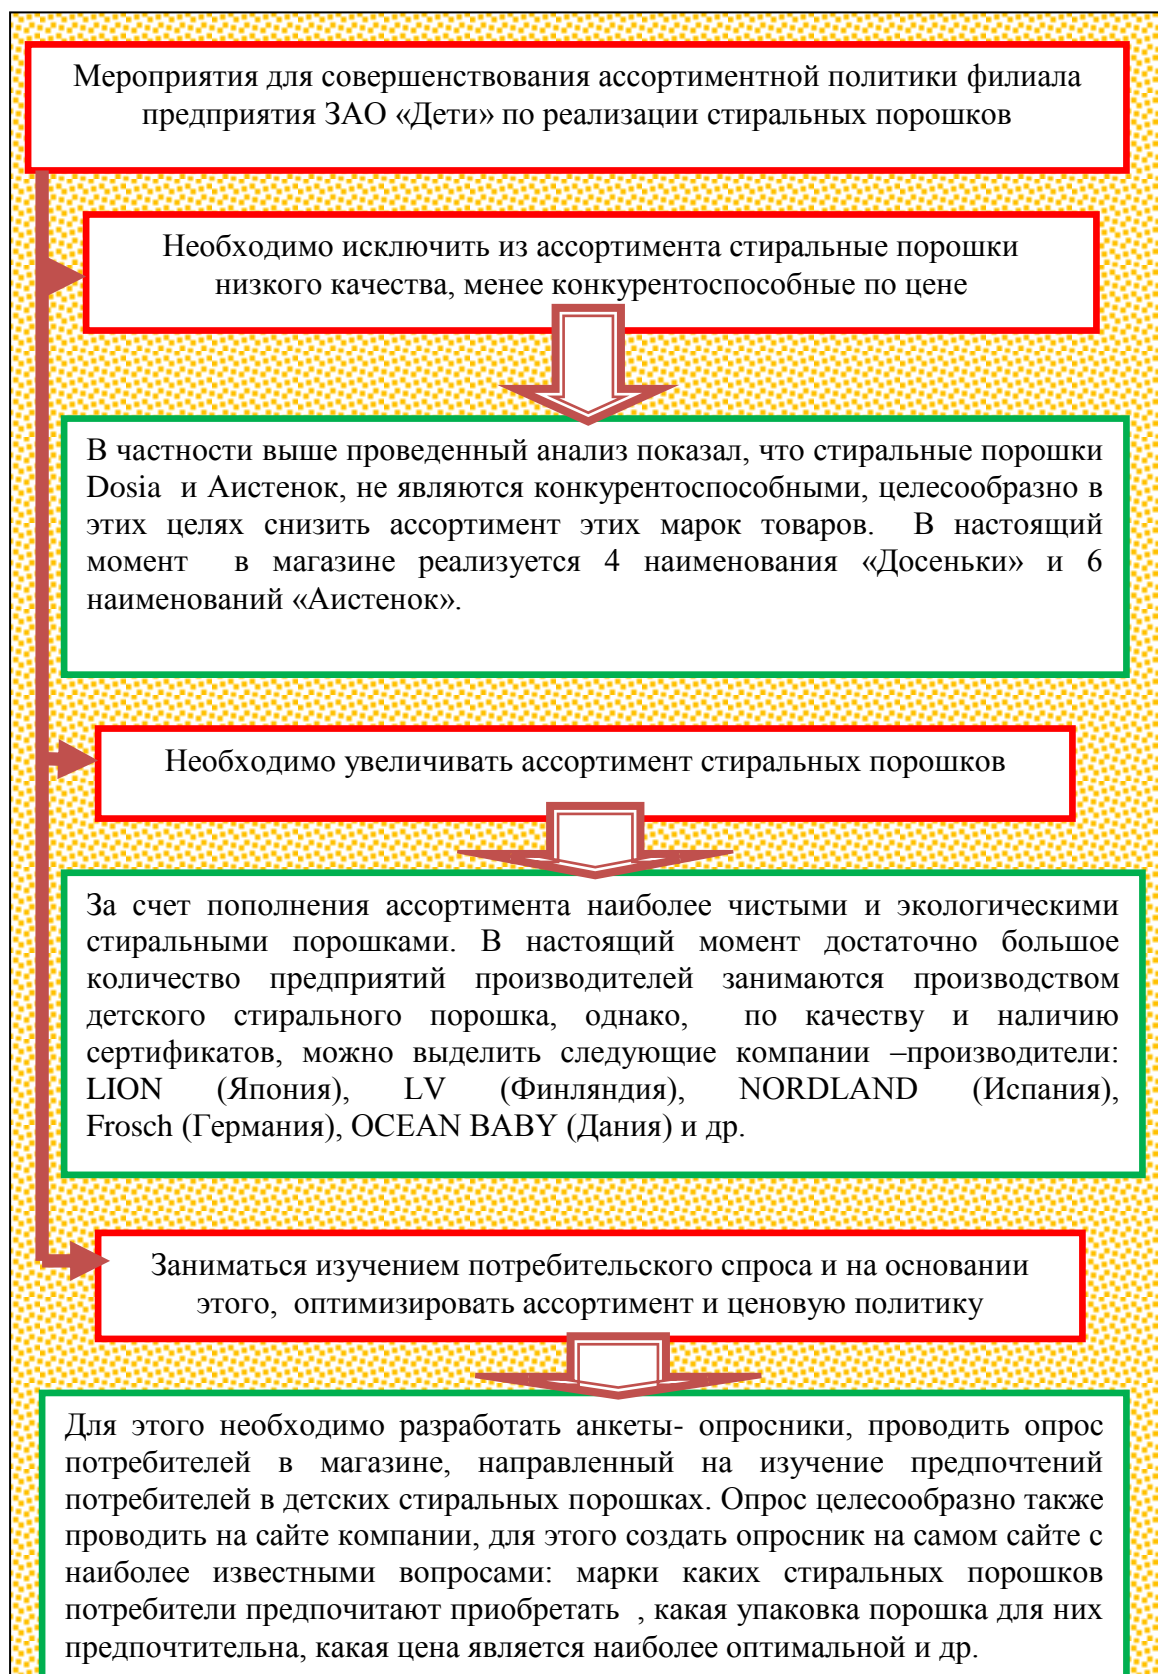 Мероприятия для совершенствования ассортиментной политики филиала
предприятия ЗАО «Дети» по реализации стиральных порошков
Необходимо исключить из ассортимента стиральные порошки
низкого качества, менее конкурентоспособные по цене
В частности выше проведенный анализ показал, что стиральные порошки
Dosia и Аистенок, не являются конкурентоспособными, целесообразно в
этих целях снизить ассортимент этих марок товаров. В настоящий
момент в магазине реализуется 4 наименования «Досеньки» и 6
наименований «Аистенок».
Необходимо увеличивать ассортимент стиральных порошков
За счет пополнения ассортимента наиболее чистыми и экологическими
стиральными порошками. В настоящий момент достаточно большое
количество предприятий производителей занимаются производством
детского стирального порошка, однако, по качеству и наличию
сертификатов, можно выделить следующие компании –производители:
LION (Япония), LV (Финляндия), NORDLAND (Испания),
Frosch (Германия), OCEAN BABY (Дания) и др.
Заниматься изучением потребительского спроса и на основании
этого, оптимизировать ассортимент и ценовую политику
Для этого необходимо разработать анкеты- опросники, проводить опрос
потребителей в магазине, направленный на изучение предпочтений
потребителей в детских стиральных порошках. Опрос целесообразно также
проводить на сайте компании, для этого создать опросник на самом сайте с
наиболее известными вопросами: марки каких стиральных порошков
потребители предпочитают приобретать , какая упаковка порошка для них
предпочтительна, какая цена является наиболее оптимальной и др.